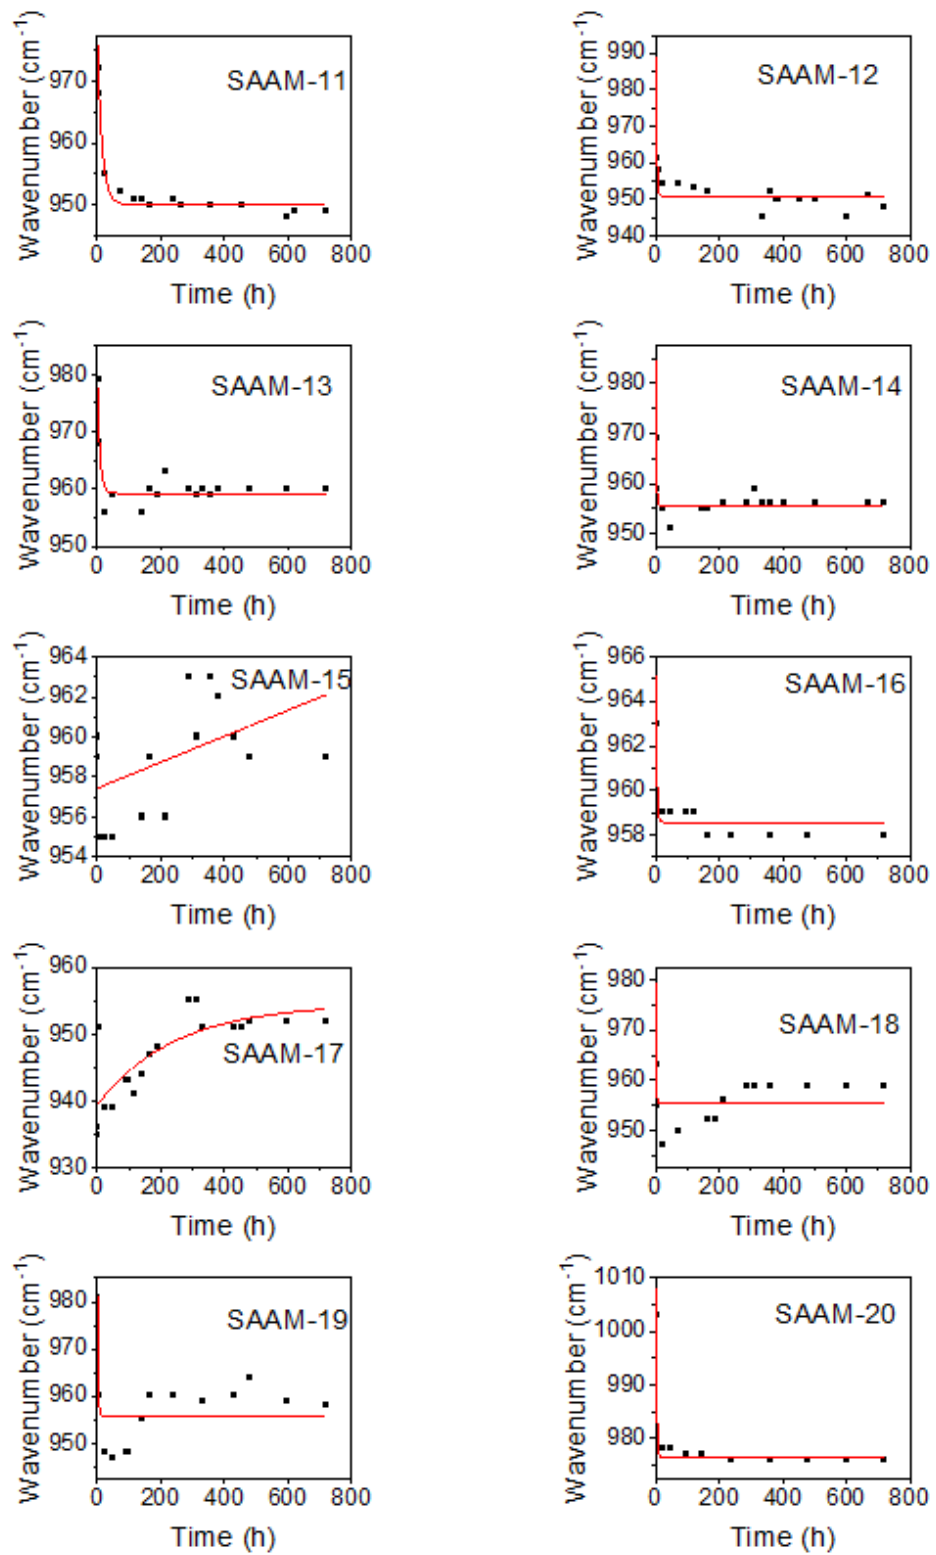 Wavenumber (cm-1)
970
960
950
SAAM-11
0 200 400 600 800
Time (h)
Wavenumber (cm-1)
990
980
970
960
950
940
SAAM-12
0 200 400 600 800
Time (h)
Wavenumber (cm-1)
980
970
960
950
SAAM-13
0 200 400 600 800
Time (h)
Wavenumber (cm-1)
980
970
960
950
SAAM-14
0 200 400 600 800
Time (h)
Wavenumber (cm-1)
964
962
960
958
956
954
SAAM-15
0 200 400 600 800
Time (h)
Wavenumber (cm-1)
966
964
962
960
958
SAAM-16
0 200 400 600 800
Time (h)
Wavenumber (cm-1)
960
950
940
930
SAAM-17
0 200 400 600 800
Time (h)
Wavenumber (cm-1)
980
970
960
950
SAAM-18
0 200 400 600 800
Time (h)
Wavenumber (cm-1)
980
970
960
950
SAAM-19
0 200 400 600 800
Time (h)
Wavenumber (cm-1)
1010
1000
990
980
SAAM-20
0 200 400 600 800
Time (h)